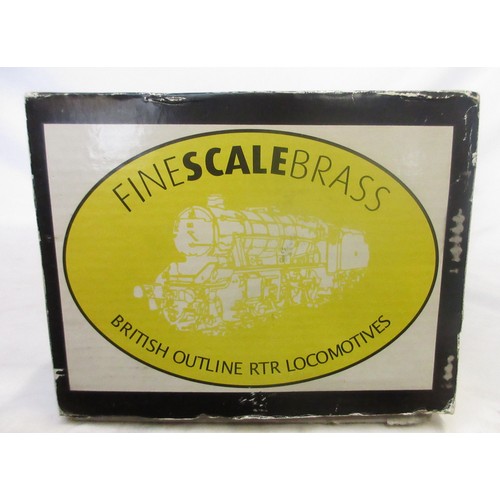 FINESCALEBRASS
BRITISH OUTLINE RTR LOCOMOTIVES